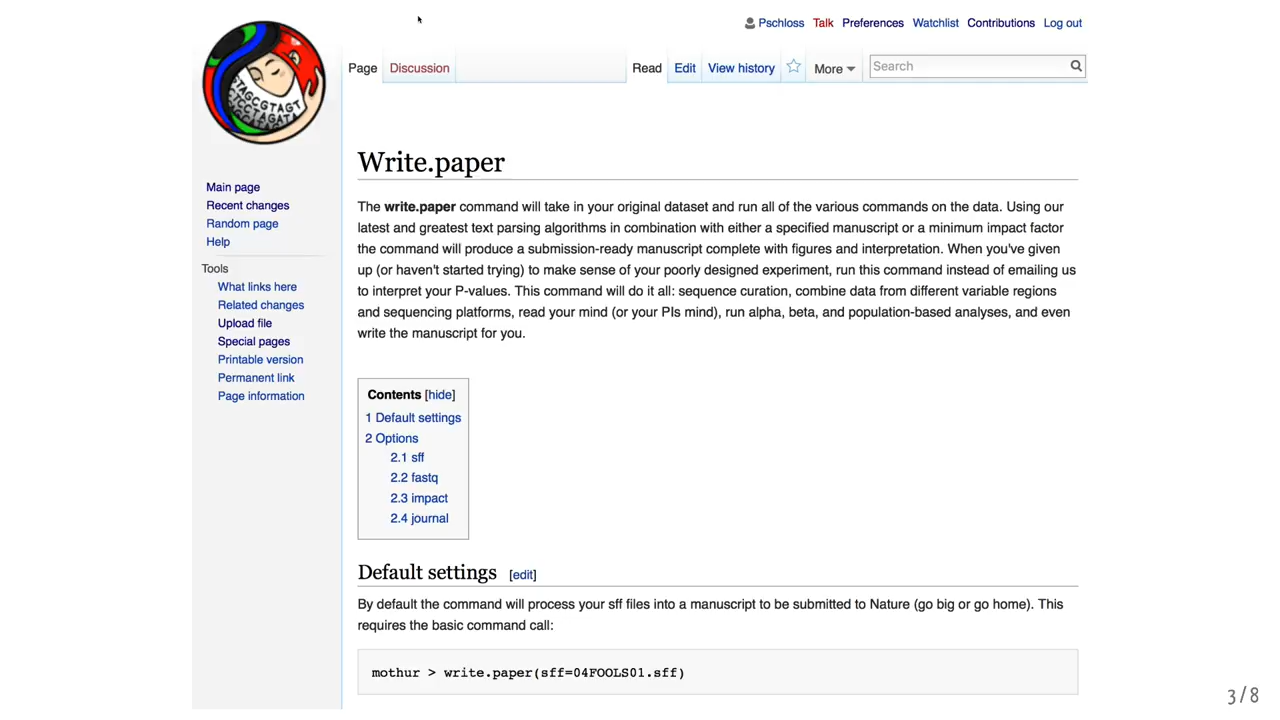 Pschloss Talk Preferences Watchlist Contributions Log out
Page Discussion Read Edit View history More Search
Main page
Recent changes
Random page
Help
Tools
What links here
Related changes
Upload file
Special pages
Printable version
Permanent link
Page information
Write.paper
The write.paper command will take in your original dataset and run all of the various commands on the data. Using our
latest and greatest text parsing algorithms in combination with either a specified manuscript or a minimum impact factor
the command will produce a submission-ready manuscript complete with figures and interpretation. When you've given
up (or haven't started trying) to make sense of your poorly designed experiment, run this command instead of emailing us
to interpret your P-values. This command will do it all: sequence curation, combine data from different variable regions
and sequencing platforms, read your mind (or your PIs mind), run alpha, beta, and population-based analyses, and even
write the manuscript for you.
Contents [hide]
1 Default settings
2 Options
2.1 sff
2.2 fastq
2.3 impact
2.4 journal
Default settings [edit]
By default the command will process your sff files into a manuscript to be submitted to Nature (go big or go home). This
requires the basic command call:
mothur > write.paper(sff=04FOOLS01.sff)
3 / 8